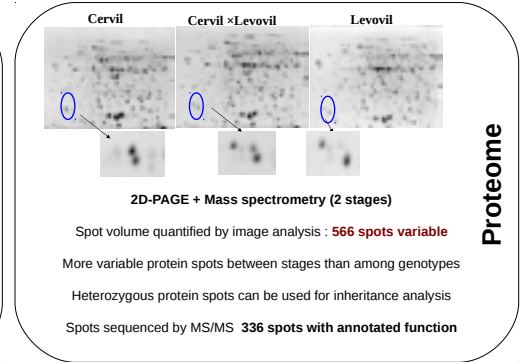 Cervil
Cervil ×Levovil
Levovil
2D-PAGE + Mass spectrometry (2 stages)
Spot volume quantified by image analysis : 566 spots variable
More variable protein spots between stages than among genotypes
Heterozygous protein spots can be used for inheritance analysis
Spots sequenced by MS/MS 336 spots with annotated function
Proteome